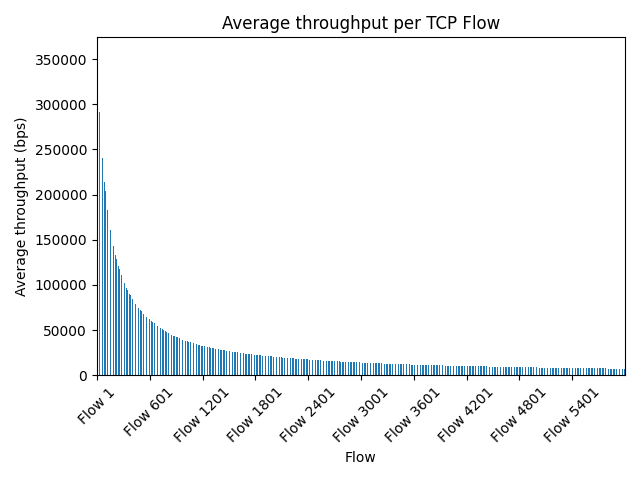 Average throughput per TCP Flow
350000
300000
250000
200000
150000
100000
50000
0
Average throughput (bps)
Flow 1
Flow 601
Flow 1201
Flow 1801
Flow 2401
Flow 3001
Flow 3601
Flow 4201
Flow 4801
Flow 5401
Flow